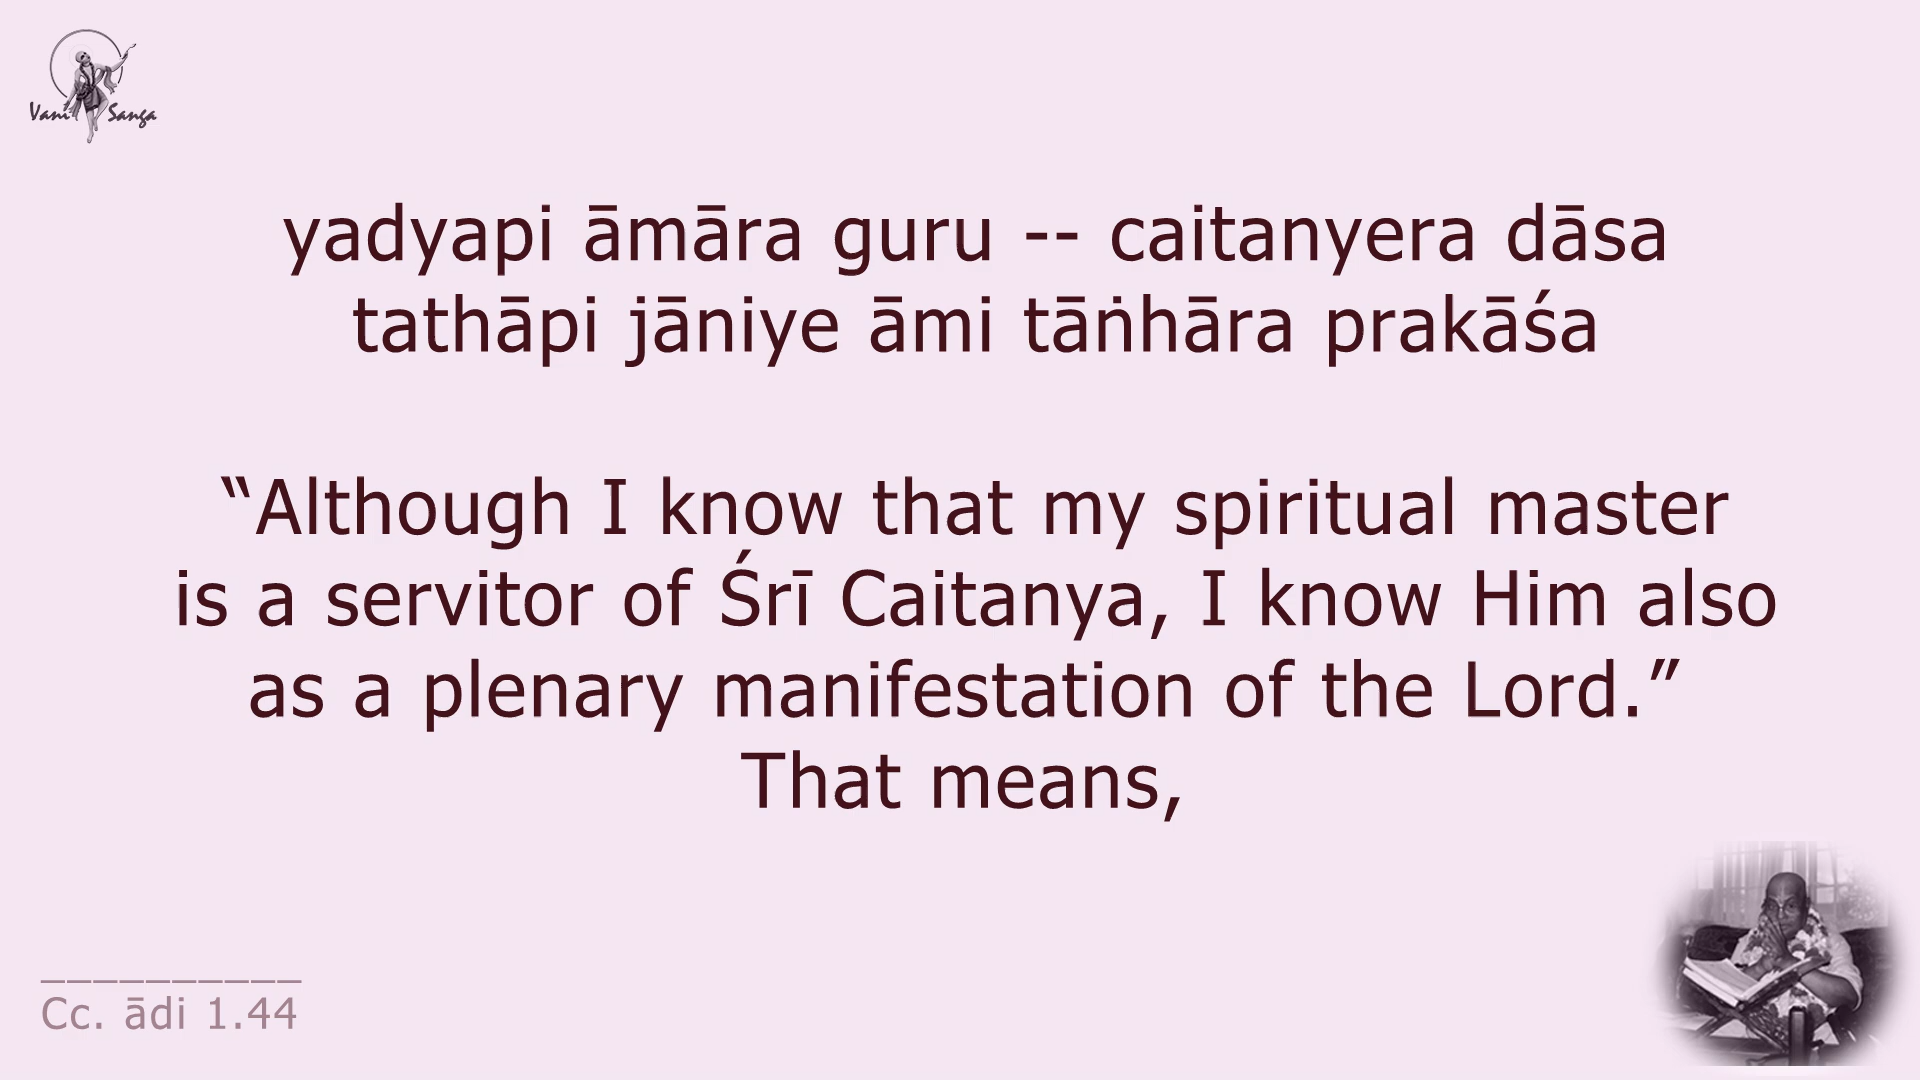 Vani Sanga
yadyapi āmāra guru -- caitanyera dāsa
tathāpi jāniye āmi tāṅhāra prakāśa
“Although I know that my spiritual master
is a servitor of Śrī Caitanya, I know Him also
as a plenary manifestation of the Lord.”
That means,
__________
Cc. ādi 1.44